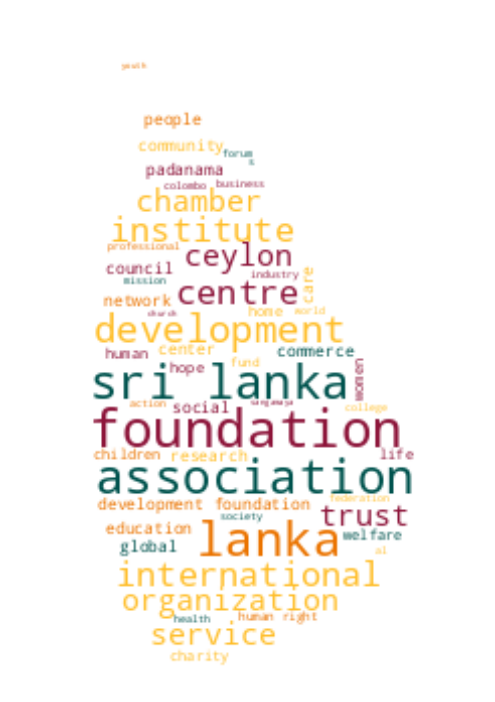 youth
people
community
forum
s
padanama
colombo business
chamber
institute
professional
ceylon
council
industry
mission
care
network
centre
church
home world
development
human
center
commerce
hope
fund
women
sri lanka
action
social
sangamaya
college
foundation
children research
life
association
federation
development foundation
society
trust
education
lanka
welfare
global
al
international
organization
health
human right
service
charity